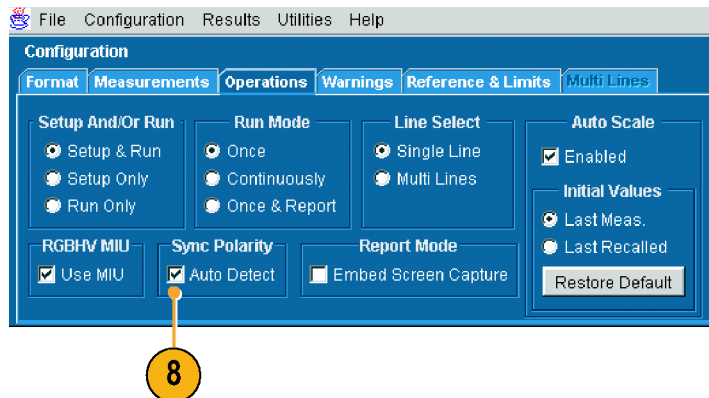 File Configuration Results Utilities Help
Configuration
Format Measurements Operations Warnings Reference & Limits Multi Lines
Setup And/Or Run
Setup & Run
Setup Only
Run Only
Run Mode
Once
Continuously
Once & Report
Line Select
Single Line
Multi Lines
Auto Scale
Enabled
Initial Values
Last Meas.
Last Recalled
Restore Default
RGBHV MIU
Use MIU
Sync Polarity
Auto Detect
Report Mode
Embed Screen Capture
8